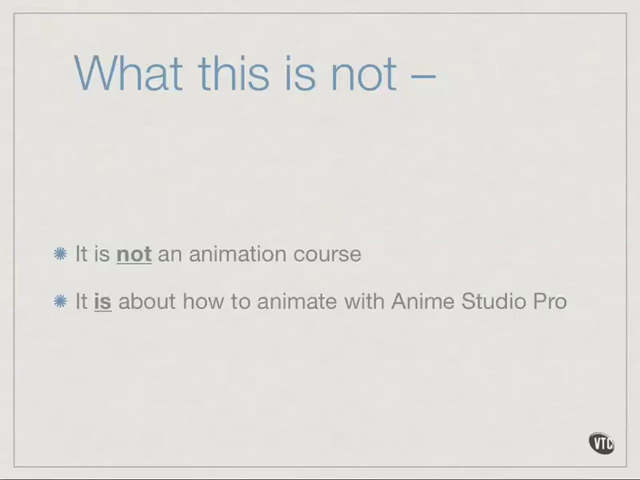 What this is not –
It is not an animation course
It is about how to animate with Anime Studio Pro
VTC